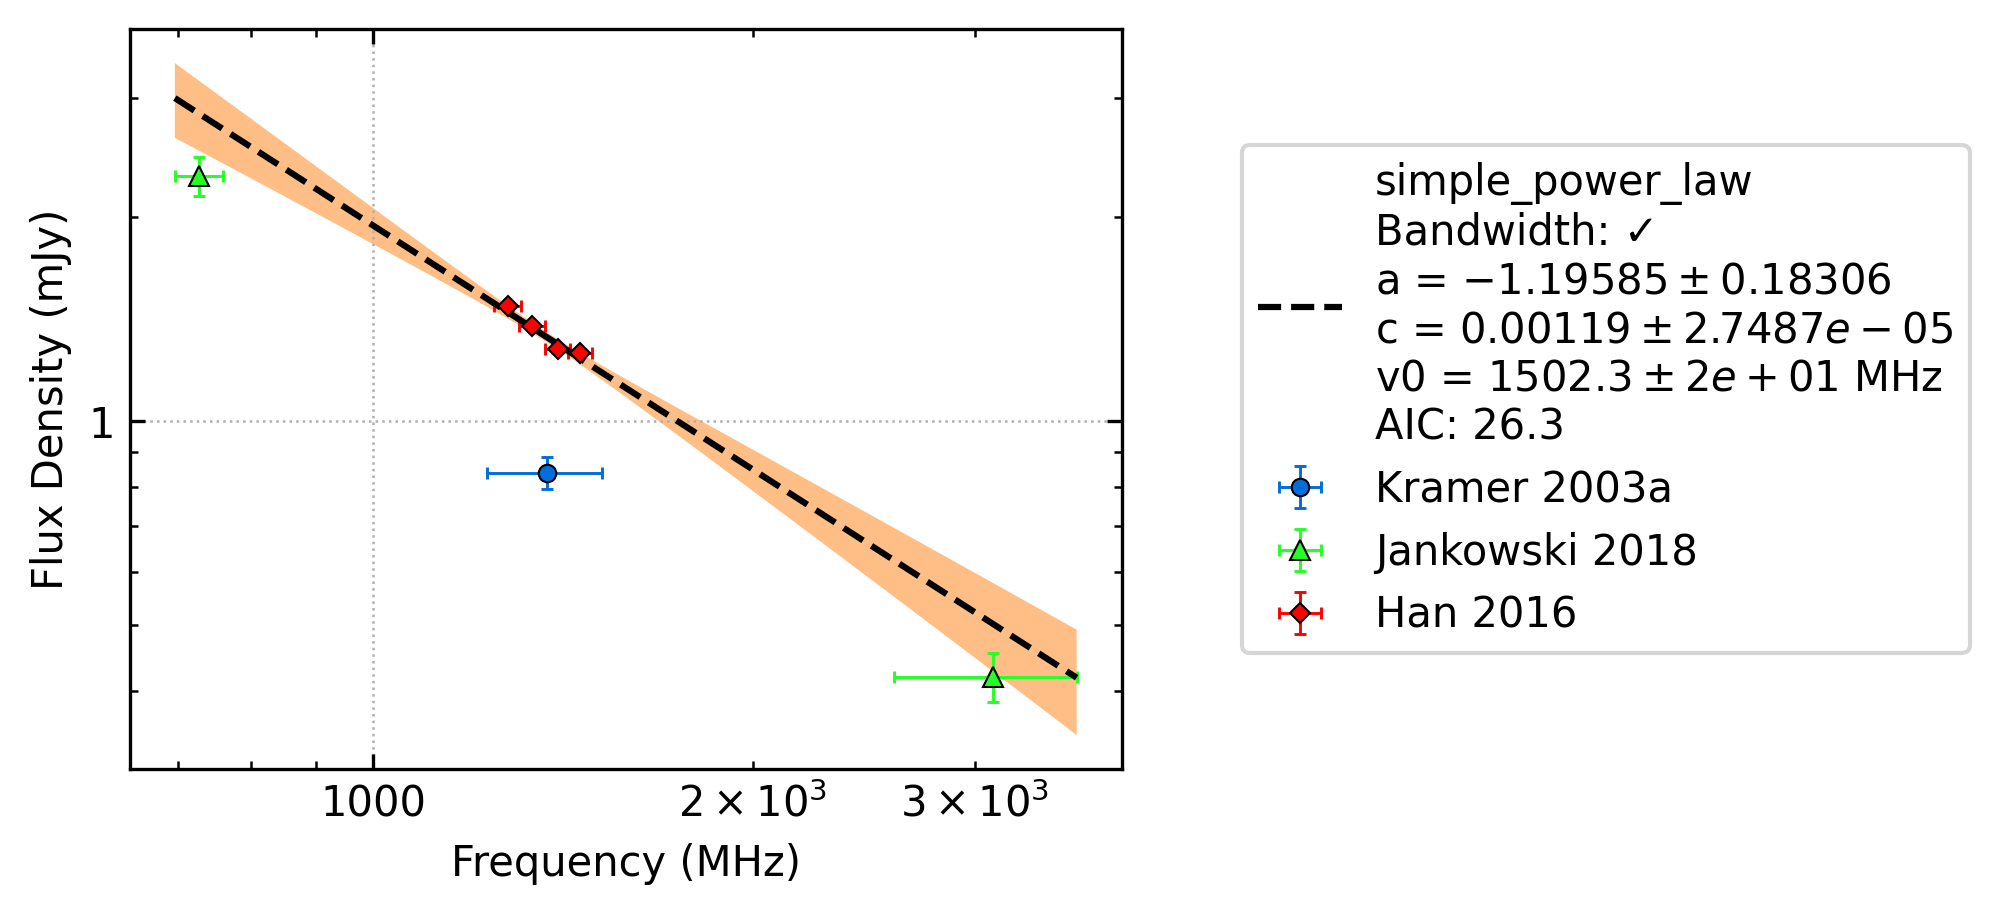 Flux Density (mJy)
1
1000
2 × 10³
3 × 10³
Frequency (MHz)
simple_power_law
Bandwidth: ✓
a = −1.19585 ± 0.18306
c = 0.00119 ± 2.7487e − 05
v0 = 1502.3 ± 2e + 01 MHz
AIC: 26.3
Kramer 2003a
Jankowski 2018
Han 2016